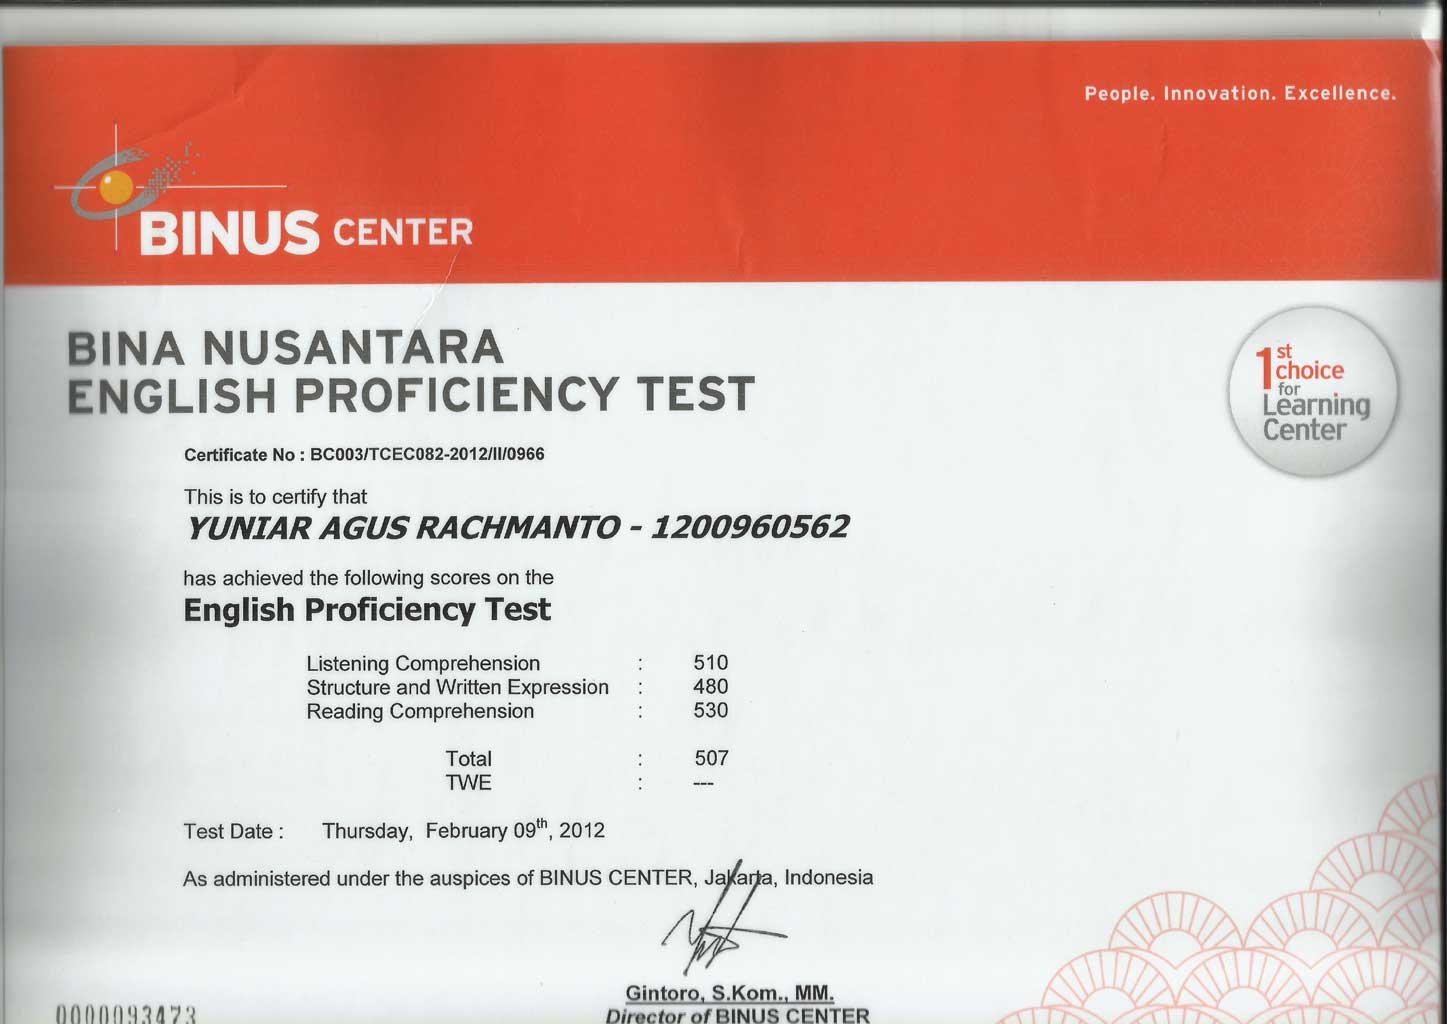 People. Innovation. Excellence.
BINUS CENTER
BINA NUSANTARA
ENGLISH PROFICIENCY TEST
1st
choice
for
Learning
Center
Certificate No : BC003/TCEC082-2012/II/0966
This is to certify that
YUNIAR AGUS RACHMANTO - 1200960562
has achieved the following scores on the
English Proficiency Test
Listening Comprehension : 510
Structure and Written Expression : 480
Reading Comprehension : 530
Total : 507
TWE : ---
Test Date : Thursday, February 09th, 2012
As administered under the auspices of BINUS CENTER, Jakarta, Indonesia
Gintoro, S.Kom., MM.
Director of BINUS CENTER
0000093473